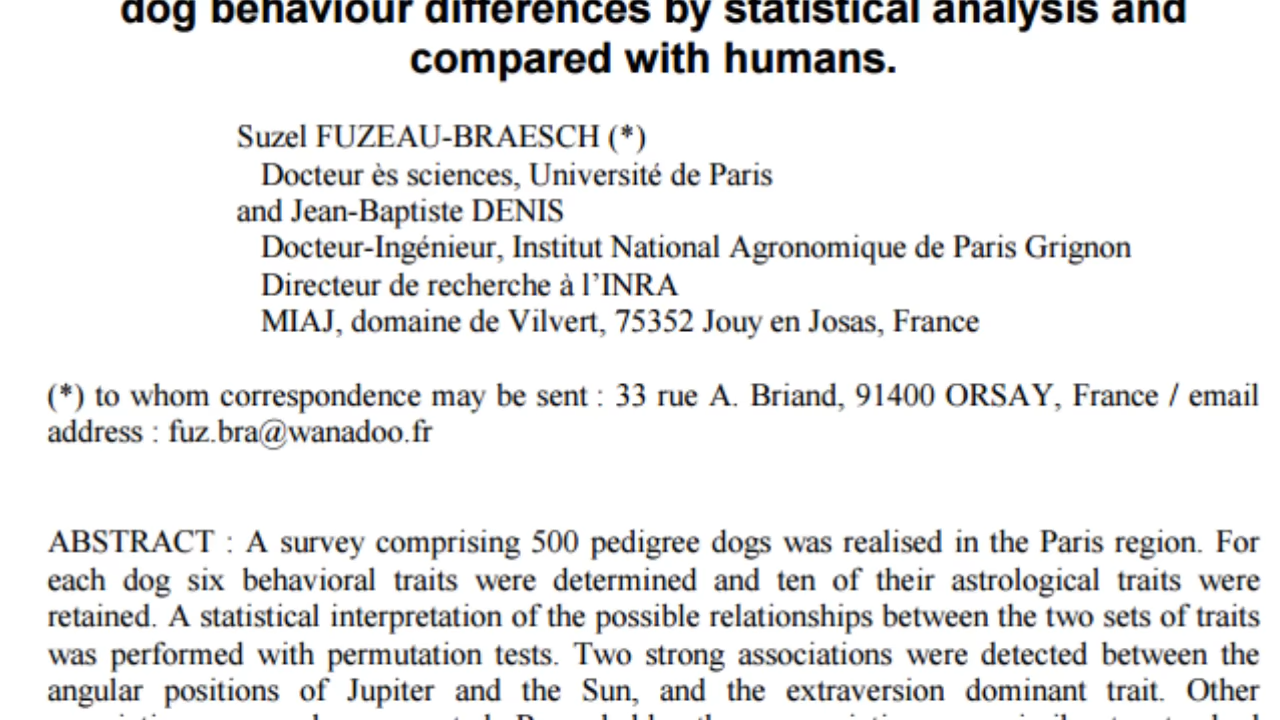 dog behaviour differences by statistical analysis and
compared with humans.
Suzel FUZEAU-BRAESCH (*)
Docteur ès sciences, Université de Paris
and Jean-Baptiste DENIS
Docteur-Ingénieur, Institut National Agronomique de Paris Grignon
Directeur de recherche à l'INRA
MIAJ, domaine de Vilvert, 75352 Jouy en Josas, France
(*) to whom correspondence may be sent : 33 rue A. Briand, 91400 ORSAY, France / email
address : fuz.bra@wanadoo.fr
ABSTRACT : A survey comprising 500 pedigree dogs was realised in the Paris region. For
each dog six behavioral traits were determined and ten of their astrological traits were
retained. A statistical interpretation of the possible relationships between the two sets of traits
was performed with permutation tests. Two strong associations were detected between the
angular positions of Jupiter and the Sun, and the extraversion dominant trait. Other